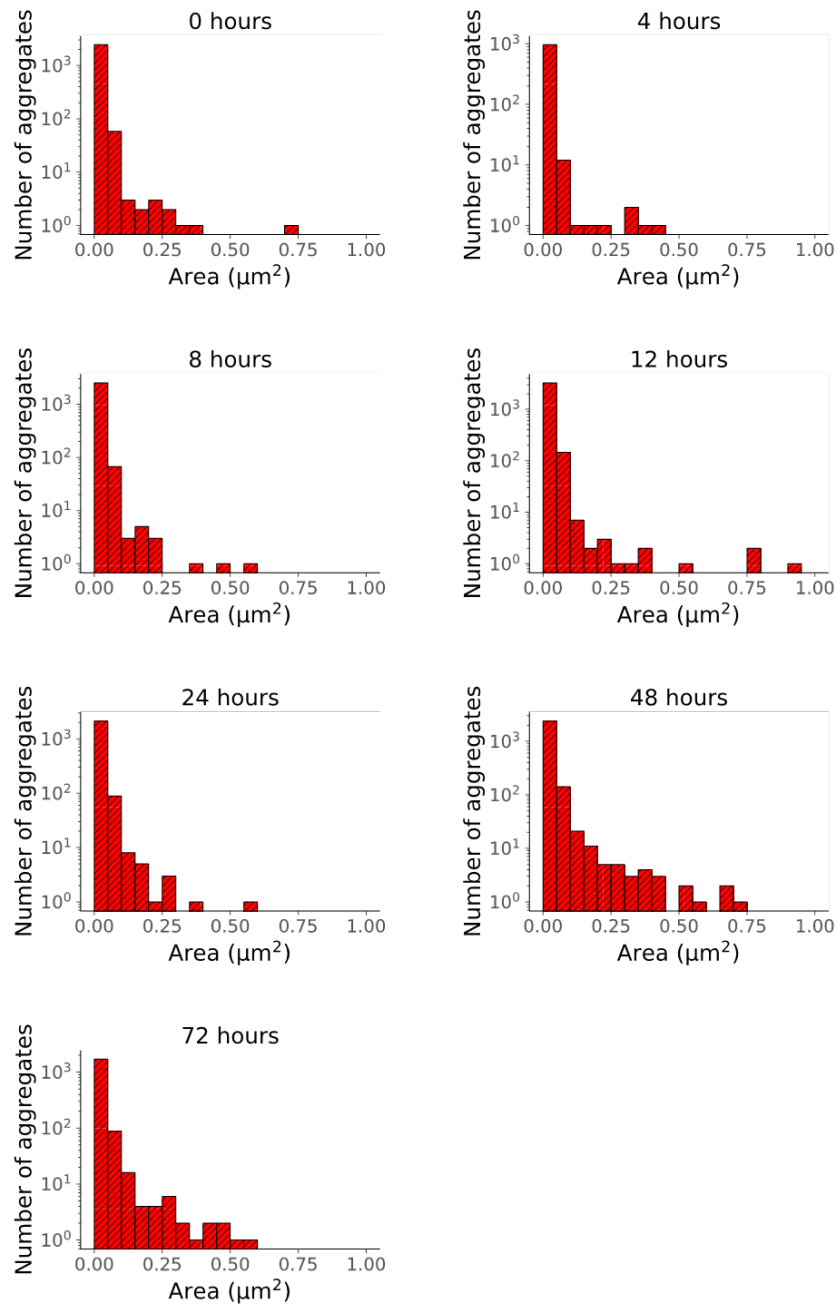 0 hours
Number of aggregates
10³
10²
10¹
10⁰
0.00 0.25 0.50 0.75 1.00
Area (µm²)
4 hours
Number of aggregates
10³
10²
10¹
10⁰
0.00 0.25 0.50 0.75 1.00
Area (µm²)
8 hours
Number of aggregates
10³
10²
10¹
10⁰
0.00 0.25 0.50 0.75 1.00
Area (µm²)
12 hours
Number of aggregates
10³
10²
10¹
10⁰
0.00 0.25 0.50 0.75 1.00
Area (µm²)
24 hours
Number of aggregates
10³
10²
10¹
10⁰
0.00 0.25 0.50 0.75 1.00
Area (µm²)
48 hours
Number of aggregates
10³
10²
10¹
10⁰
0.00 0.25 0.50 0.75 1.00
Area (µm²)
72 hours
Number of aggregates
10³
10²
10¹
10⁰
0.00 0.25 0.50 0.75 1.00
Area (µm²)